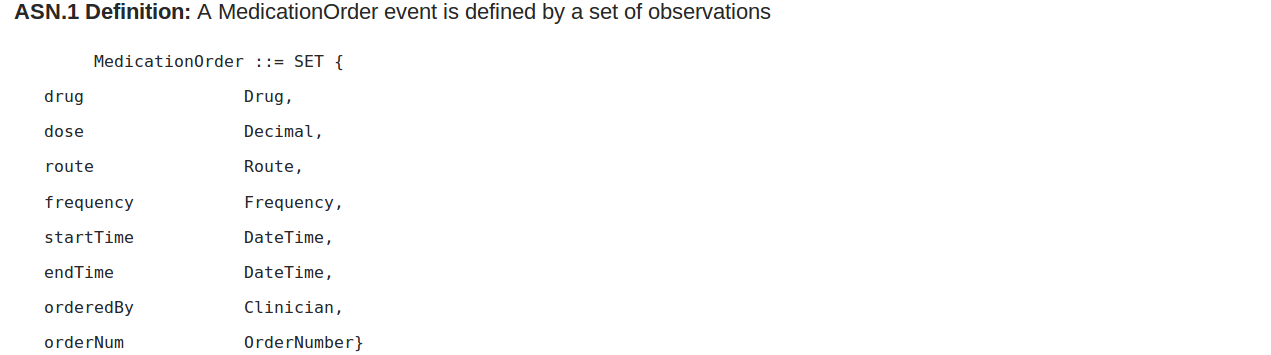 ASN.1 Definition: A MedicationOrder event is defined by a set of observations
MedicationOrder ::= SET {
drug Drug,
dose Decimal,
route Route,
frequency Frequency,
startTime DateTime,
endTime DateTime,
orderedBy Clinician,
orderNum OrderNumber}